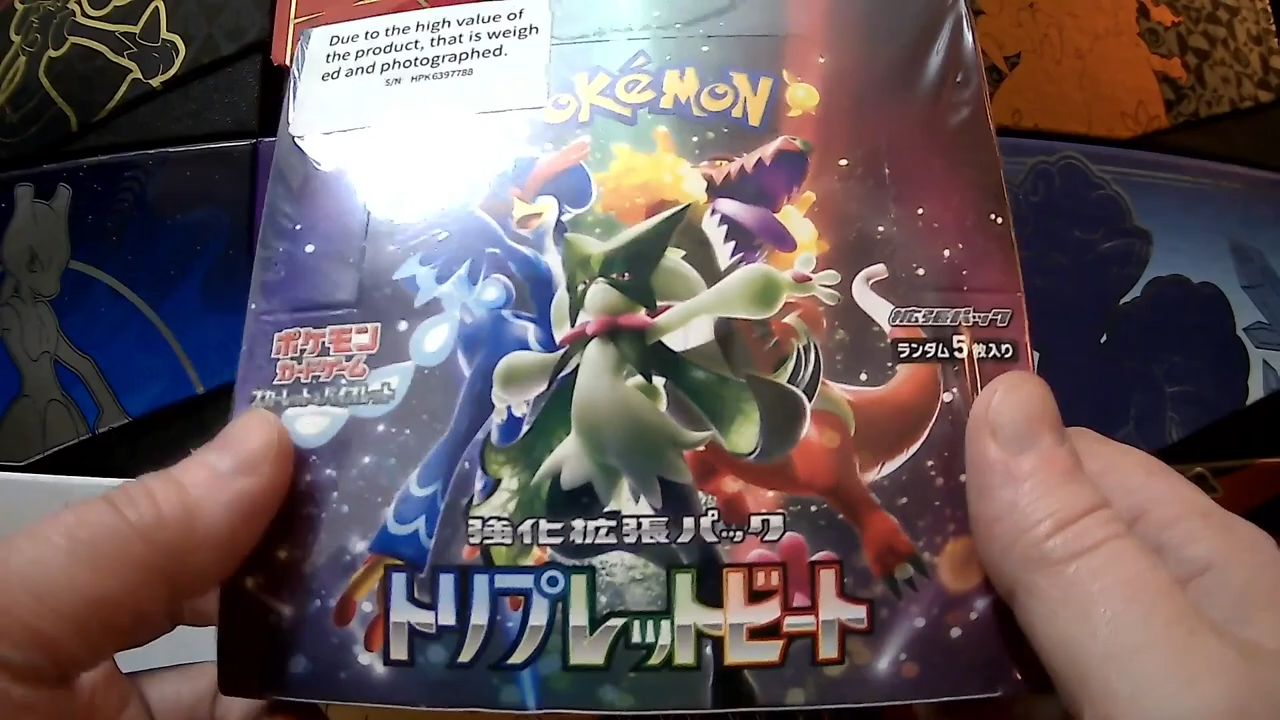 Due to the high value of
the product, that is weigh
ed and photographed.
S/N: HPK6397788
POKéMON
ポケモン
カードゲーム
スカーレット&バイオレット
拡張パック
ランダム5枚入り
強化拡張パック
トリプレットビート